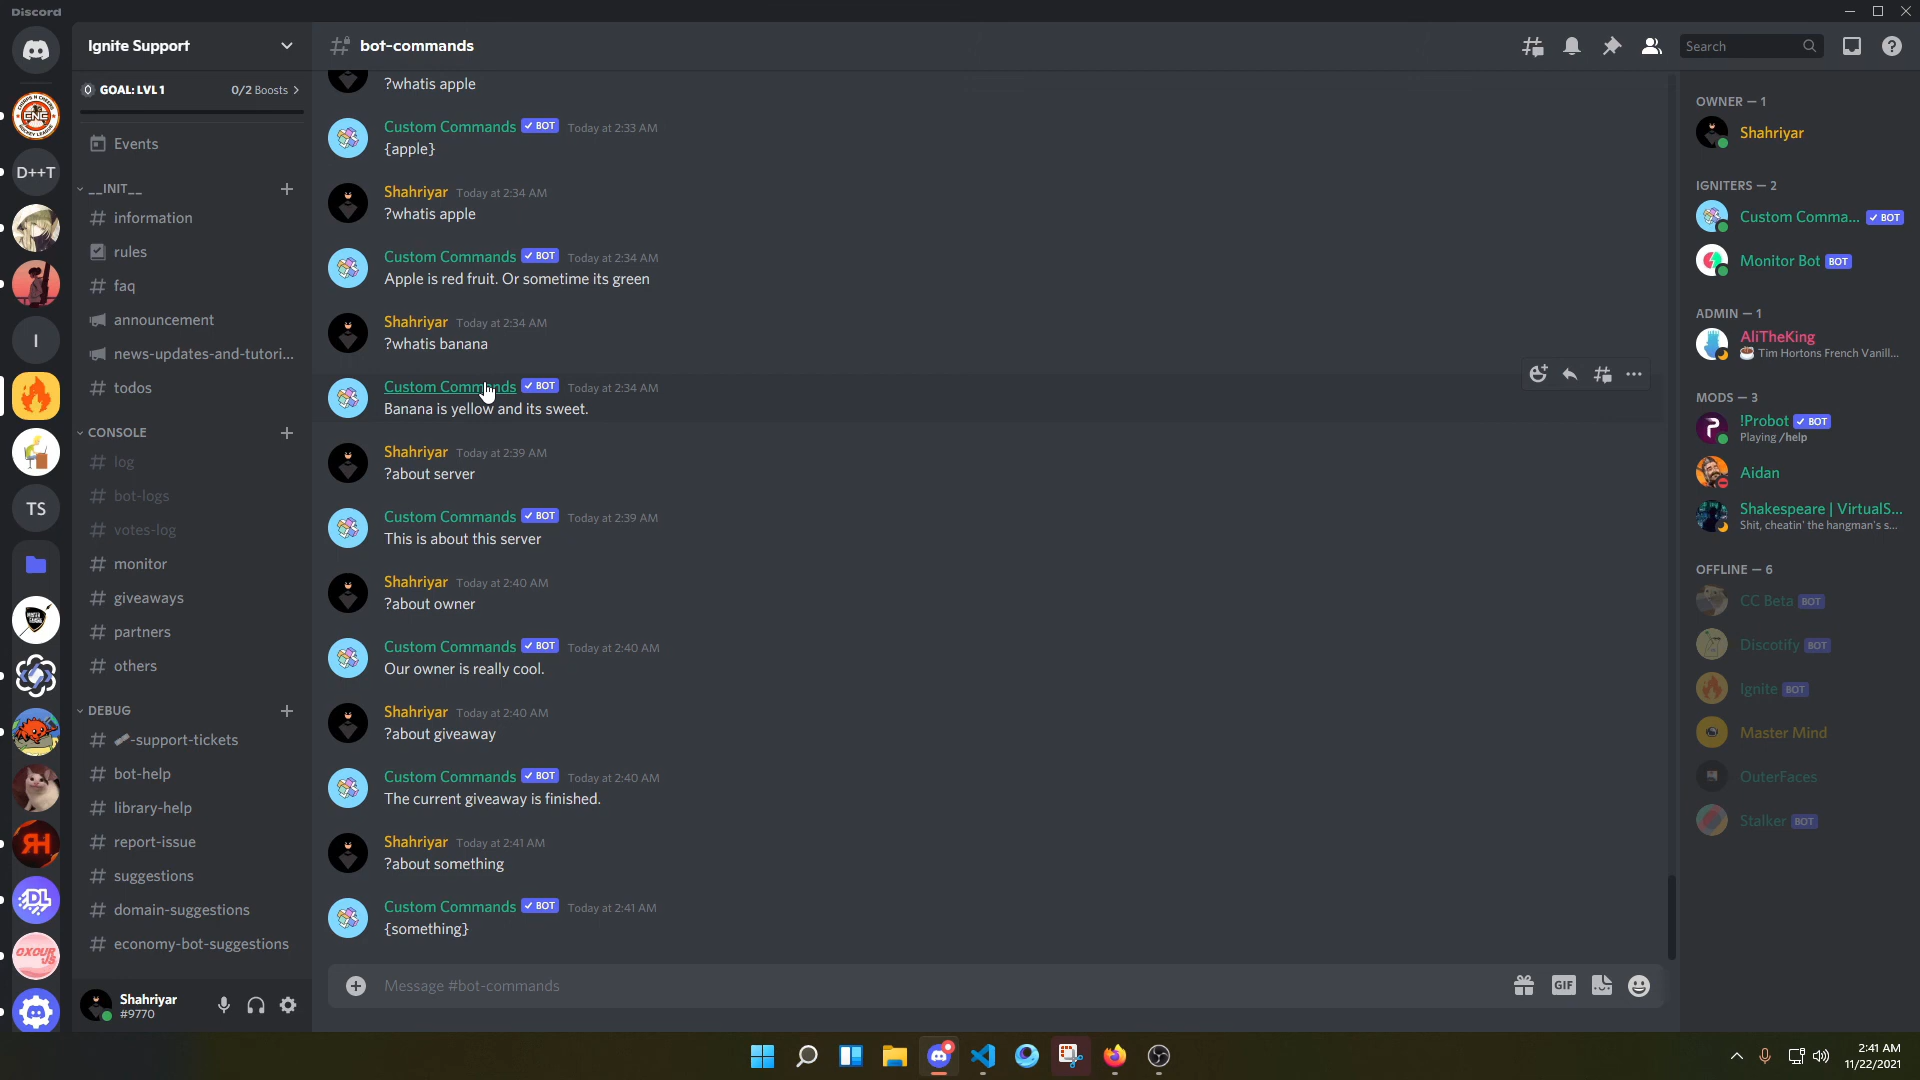 Discord
Ignite Support
GOAL: LVL 1
0/2 Boosts
Events
__INIT__
information
rules
faq
announcement
news-updates-and-tutori...
todos
CONSOLE
log
bot-logs
votes-log
monitor
giveaways
partners
others
DEBUG
-support-tickets
bot-help
library-help
report-issue
suggestions
domain-suggestions
economy-bot-suggestions
Shahriyar
#9770
CNC
D++T
I
TS
DL
bot-commands
Search
?whatis apple
Custom Commands BOT Today at 2:33 AM
{apple}
Shahriyar Today at 2:34 AM
?whatis apple
Custom Commands BOT Today at 2:34 AM
Apple is red fruit. Or sometime its green
Shahriyar Today at 2:34 AM
?whatis banana
Custom Commands BOT Today at 2:34 AM
Banana is yellow and its sweet.
Shahriyar Today at 2:39 AM
?about server
Custom Commands BOT Today at 2:39 AM
This is about this server
Shahriyar Today at 2:40 AM
?about owner
Custom Commands BOT Today at 2:40 AM
Our owner is really cool.
Shahriyar Today at 2:40 AM
?about giveaway
Custom Commands BOT Today at 2:40 AM
The current giveaway is finished.
Shahriyar Today at 2:41 AM
?about something
Custom Commands BOT Today at 2:41 AM
{something}
Message #bot-commands
GIF
OWNER — 1
Shahriyar
IGNITERS — 2
Custom Comma... BOT
Monitor Bot BOT
ADMIN — 1
AliTheKing
Tim Hortons French Vanill...
MODS — 3
!Probot BOT
Playing /help
Aidan
Shakespeare | VirtualS...
Shit, cheatin' the hangman's s...
OFFLINE — 6
CC Beta BOT
Discotify BOT
Ignite BOT
Master Mind
OuterFaces
Stalker BOT
2:41 AM
11/22/2021